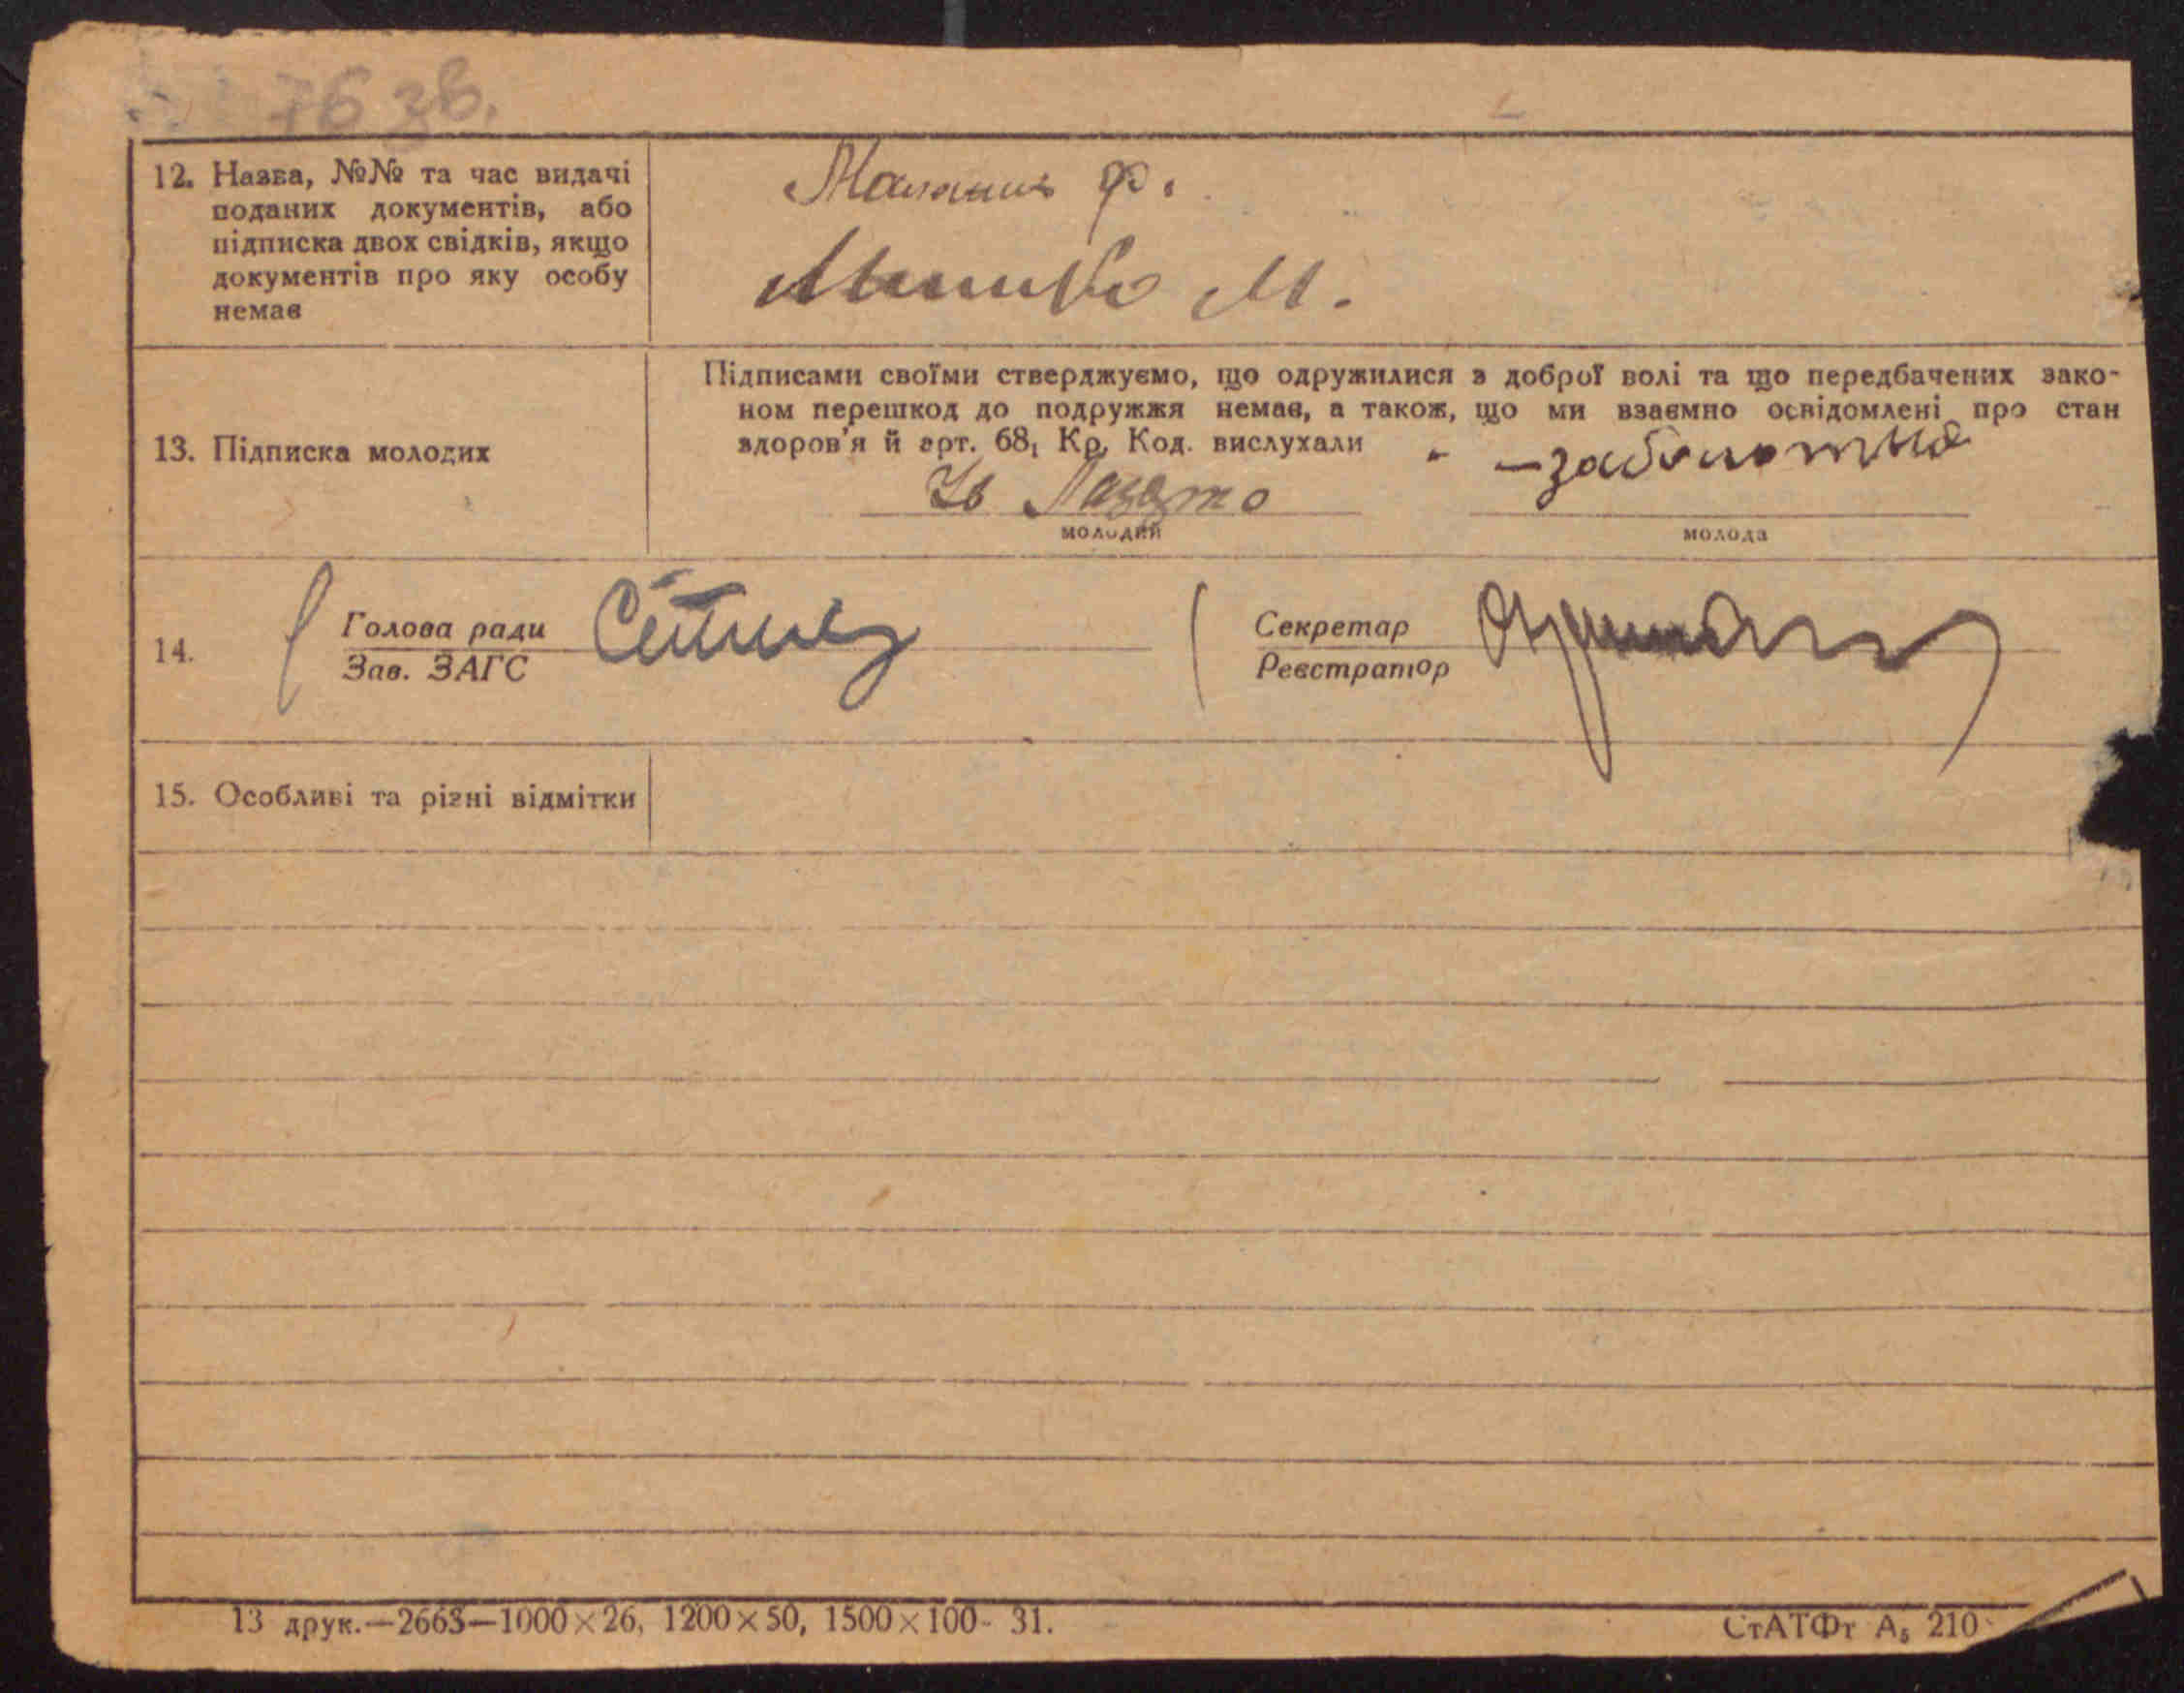 76 зв.
12. Назва, №№ та час видачі
поданих документів, або
підписка двох свідків, якщо
документів про яку особу
немає
Ф.
М.
13. Підписка молодих
Підписами своїми стверджуємо, що одружилися з доброї волі та що передбачених зако-
ном перешкод до подружжя немає, а також, що ми взаємно освідомлені про стан
здоров'я й арт. 68, Кр. Код. вислухали
Заболотна
молодий
молода
14.
Голова ради
Зав. ЗАГС
Секретар
Реєстратор
15. Особливі та різні відмітки
13 друк.—2663—1000×26, 1200×50, 1500×100- 31.
СтАТФт А₅ 210